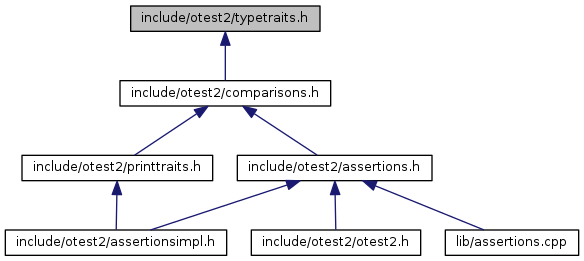 include/otest2/typetraits.h
include/otest2/comparisons.h
include/otest2/printtraits.h
include/otest2/assertions.h
include/otest2/assertionsimpl.h
include/otest2/otest2.h
lib/assertions.cpp